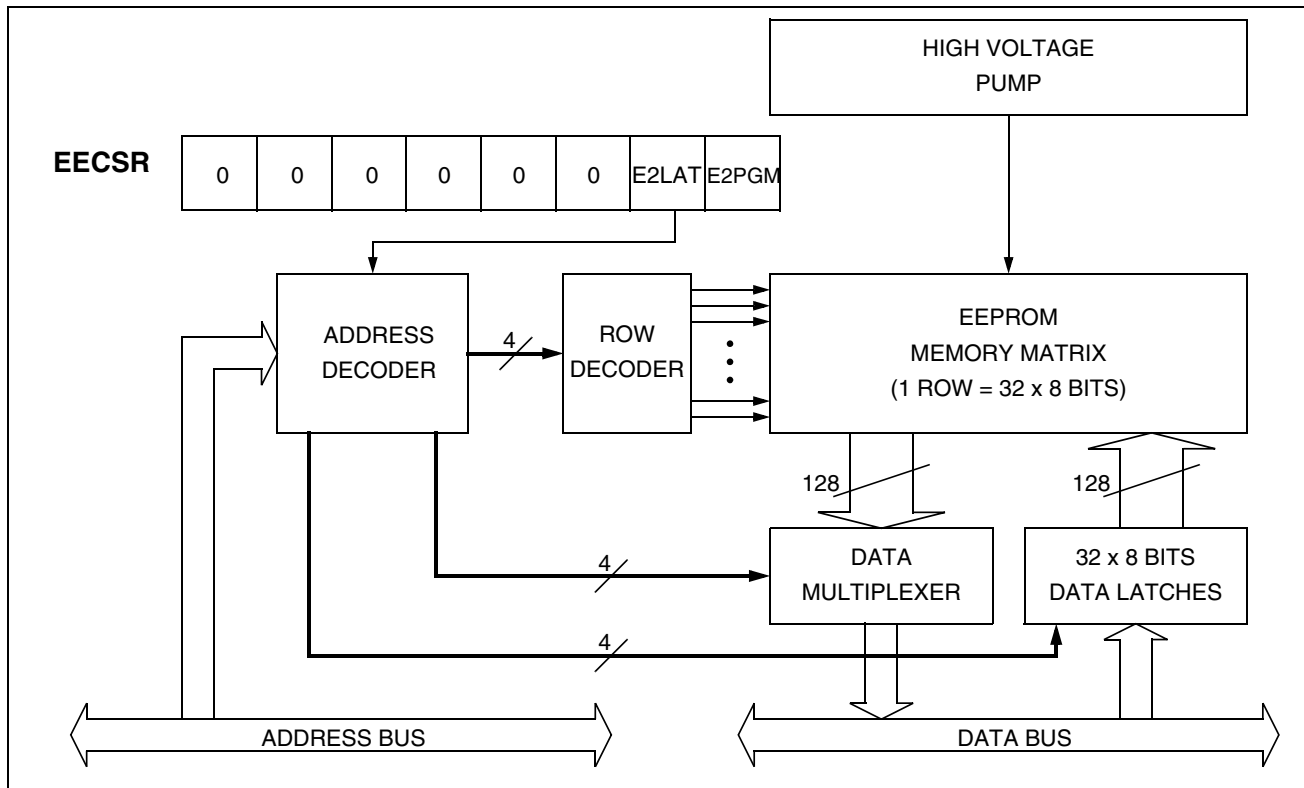 HIGH VOLTAGE
PUMP
EECSR
0 0 0 0 0 0 E2LAT E2PGM
ADDRESS
DECODER
4
ROW
DECODER
EEPROM
MEMORY MATRIX
(1 ROW = 32 x 8 BITS)
128
128
4
DATA
MULTIPLEXER
32 x 8 BITS
DATA LATCHES
4
ADDRESS BUS
DATA BUS